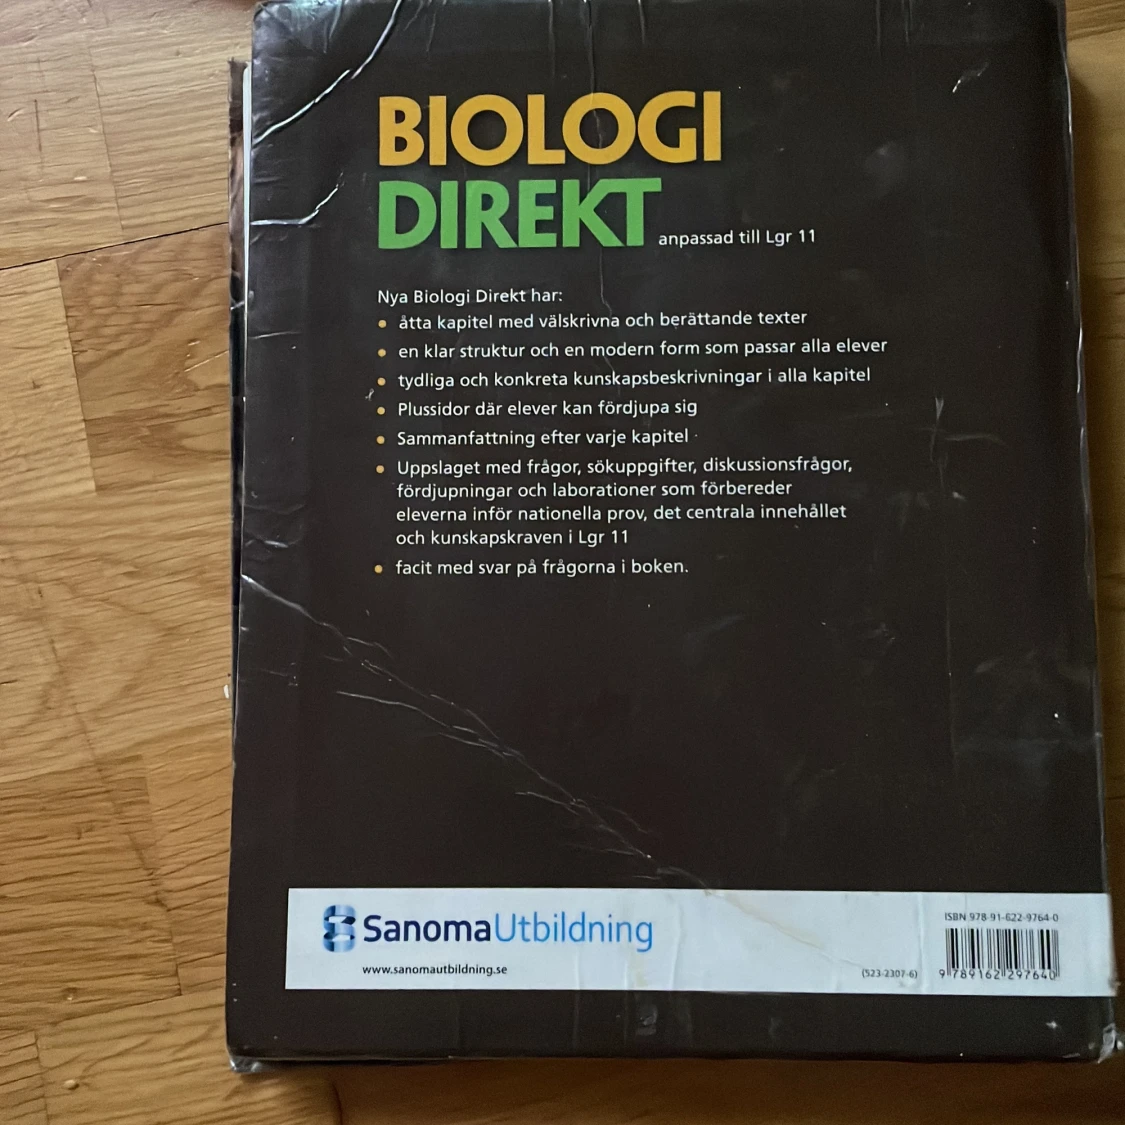 BIOLOGI
DIREKT anpassad till Lgr 11
Nya Biologi Direkt har:
• åtta kapitel med välskrivna och berättande texter
• en klar struktur och en modern form som passar alla elever
• tydliga och konkreta kunskapsbeskrivningar i alla kapitel
• Plussidor där elever kan fördjupa sig
• Sammanfattning efter varje kapitel
• Uppslaget med frågor, sökuppgifter, diskussionsfrågor,
fördjupningar och laborationer som förbereder
eleverna inför nationella prov, det centrala innehållet
och kunskapskraven i Lgr 11
• facit med svar på frågorna i boken.
SanomaUtbildning
www.sanomautbildning.se
(523-2307-6)
ISBN 978-91-622-9764-0
9 789162 297640